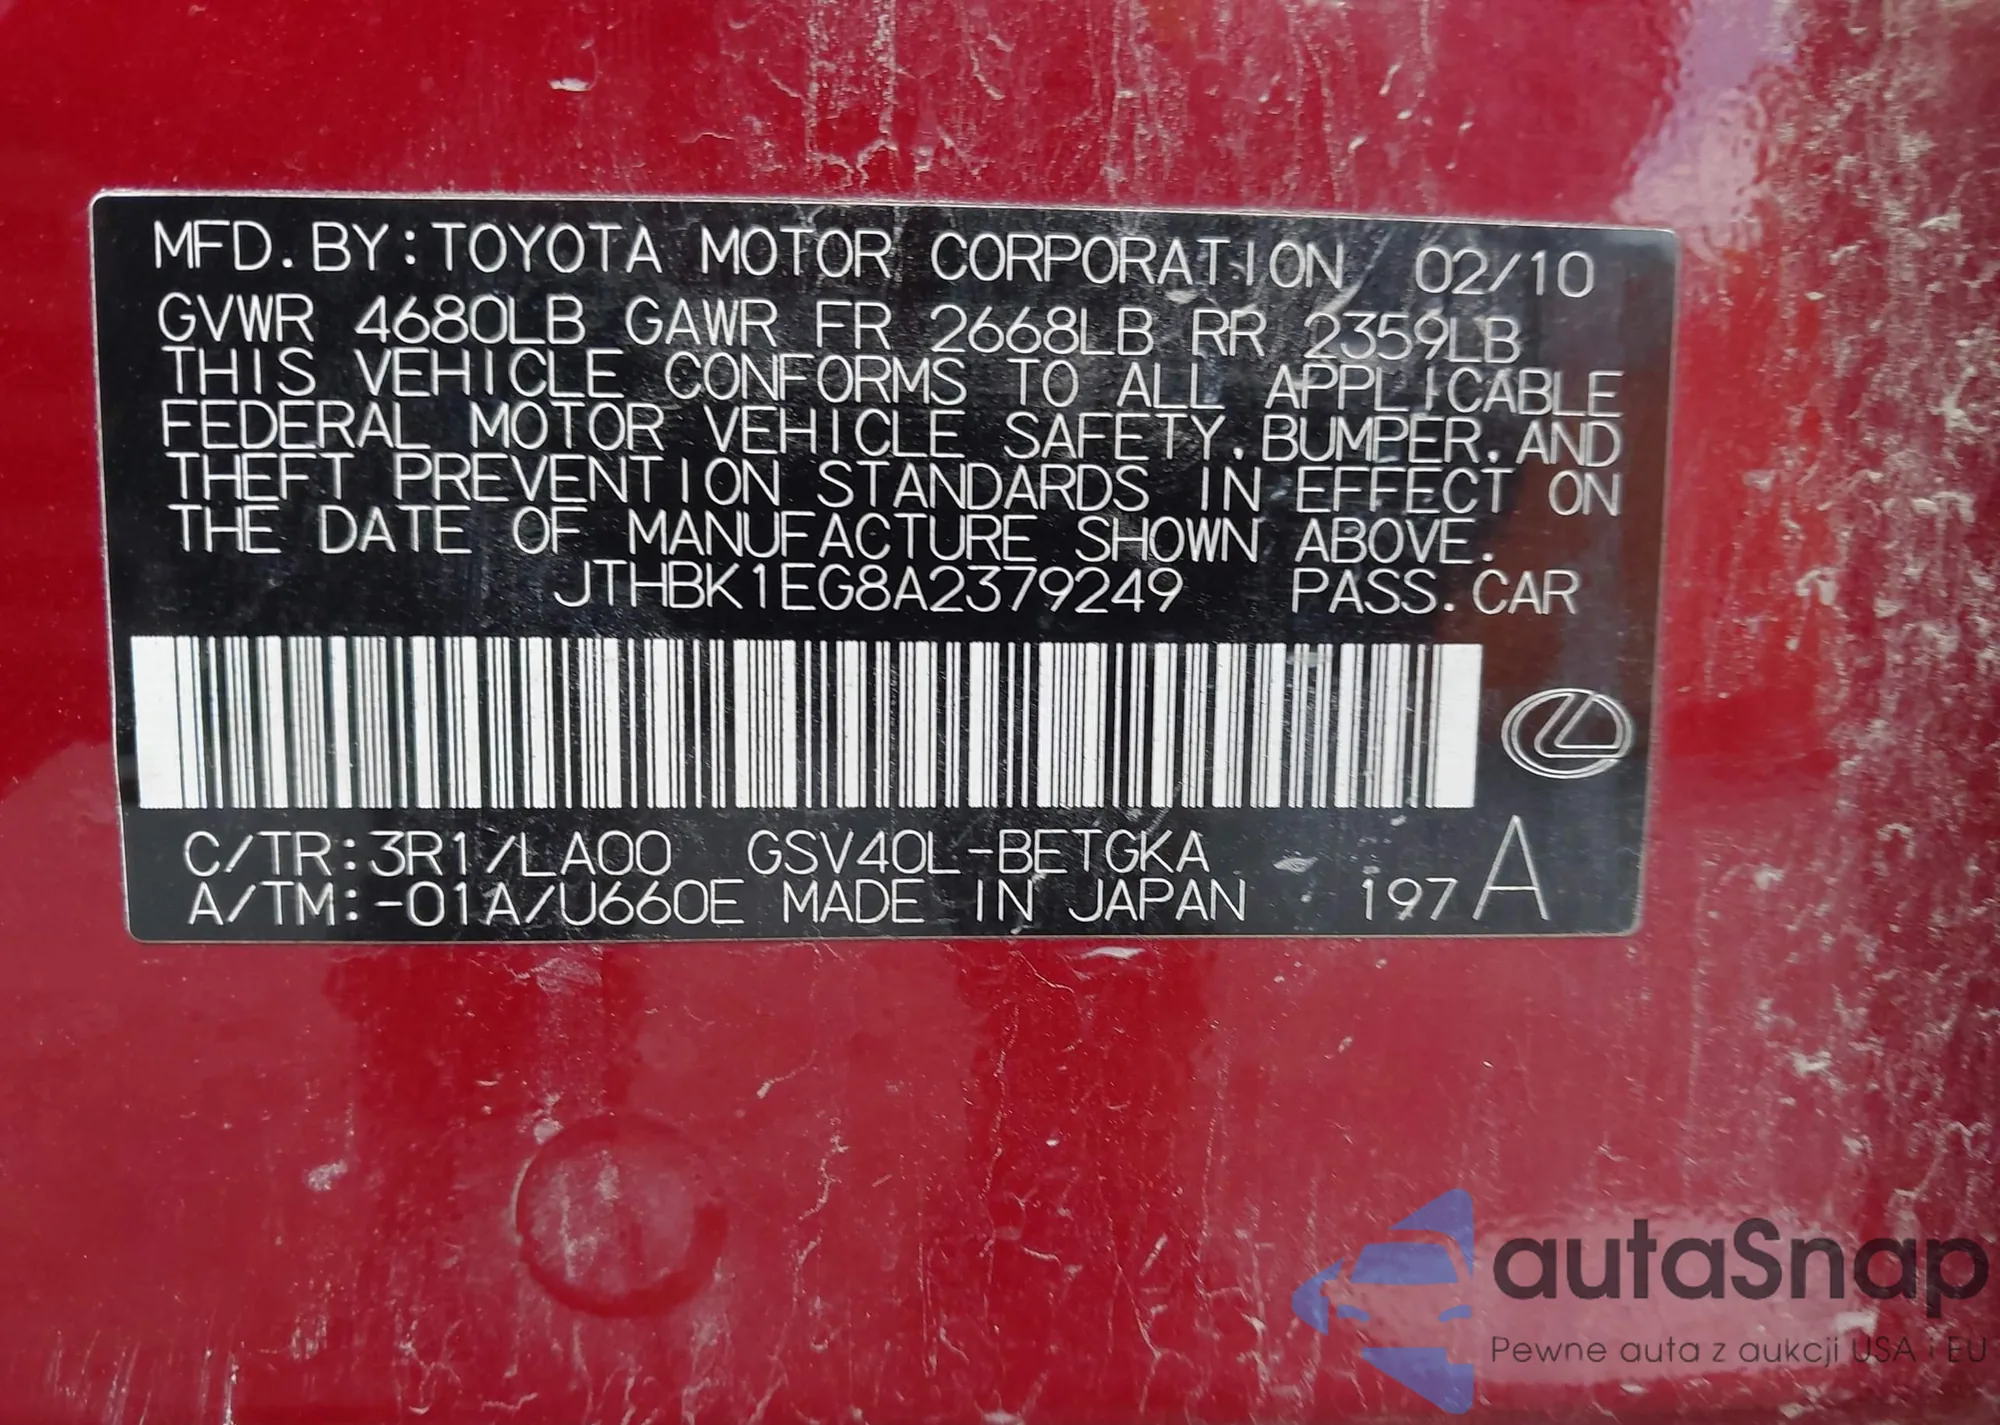 MFD. BY: TOYOTA MOTOR CORPORATION 02/10
GVWR 4680LB GAWR FR 2668LB RR 2359LB
THIS VEHICLE CONFORMS TO ALL APPLICABLE
FEDERAL MOTOR VEHICLE SAFETY, BUMPER, AND
THEFT PREVENTION STANDARDS IN EFFECT ON
THE DATE OF MANUFACTURE SHOWN ABOVE.
JTHBK1EG8A2379249 PASS. CAR
C/TR:3R1/LA00 GSV40L-BETGKA
A/TM:-01A/U660E MADE IN JAPAN 197 A
autaSnap
Pewne auta z aukcji USA i EU